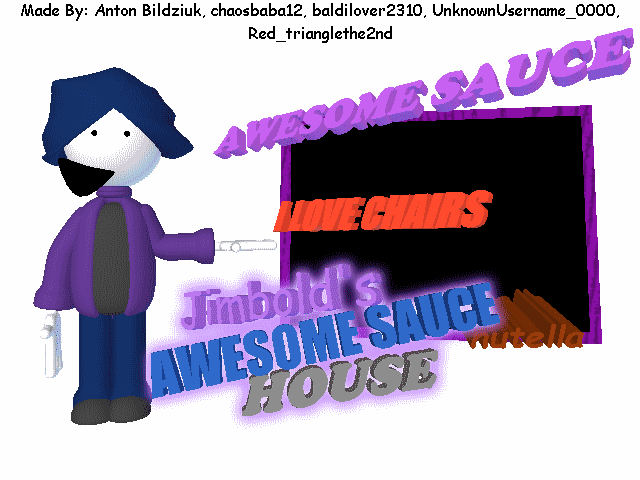 Made By: Anton Bildziuk, chaosbaba12, baldilover2310, UnknownUsername_0000,
Red_trianglethe2nd
AWESOME SAUCE
I LOVE CHAIRS
Jimbold's
AWESOME SAUCE
HOUSE
nutella